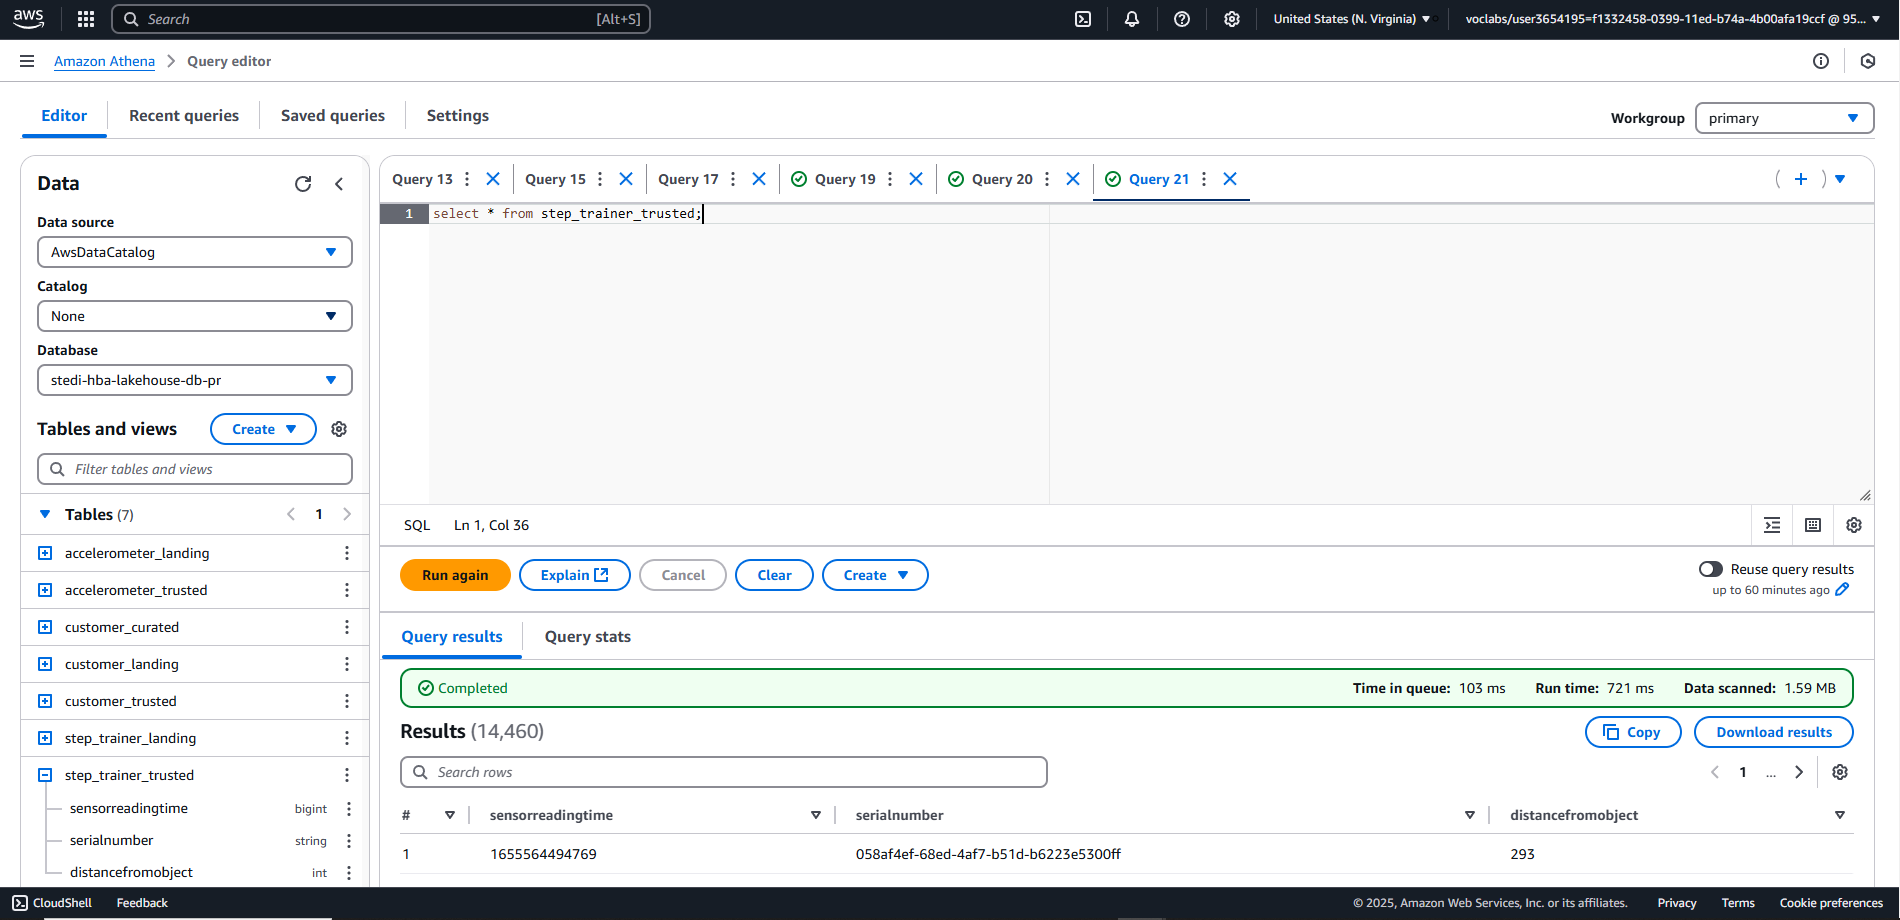 aws Search [Alt+S] United States (N. Virginia) voclabs/user3654195=f1332458-0399-11ed-b74a-4b00afa19ccf @ 95...
Amazon Athena Query editor
Editor Recent queries Saved queries Settings
Workgroup primary
Data
Data source
AwsDataCatalog
Catalog
None
Database
stedi-hba-lakehouse-db-pr
Tables and views Create
Filter tables and views
Tables (7) 1
accelerometer_landing
accelerometer_trusted
customer_curated
customer_landing
customer_trusted
step_trainer_landing
step_trainer_trusted
sensorreadingtime bigint
serialnumber string
distancefromobject int
Query 13 Query 15 Query 17 Query 19 Query 20 Query 21
1 select * from step_trainer_trusted;
SQL Ln 1, Col 36
Run again Explain Cancel Clear Create
Reuse query results
up to 60 minutes ago
Query results Query stats
Completed Time in queue: 103 ms Run time: 721 ms Data scanned: 1.59 MB
Results (14,460) Copy Download results
Search rows 1 ...
# sensorreadingtime serialnumber distancefromobject
1 1655564494769 058af4ef-68ed-4af7-b51d-b6223e5300ff 293
CloudShell Feedback © 2025, Amazon Web Services, Inc. or its affiliates. Privacy Terms Cookie preferences